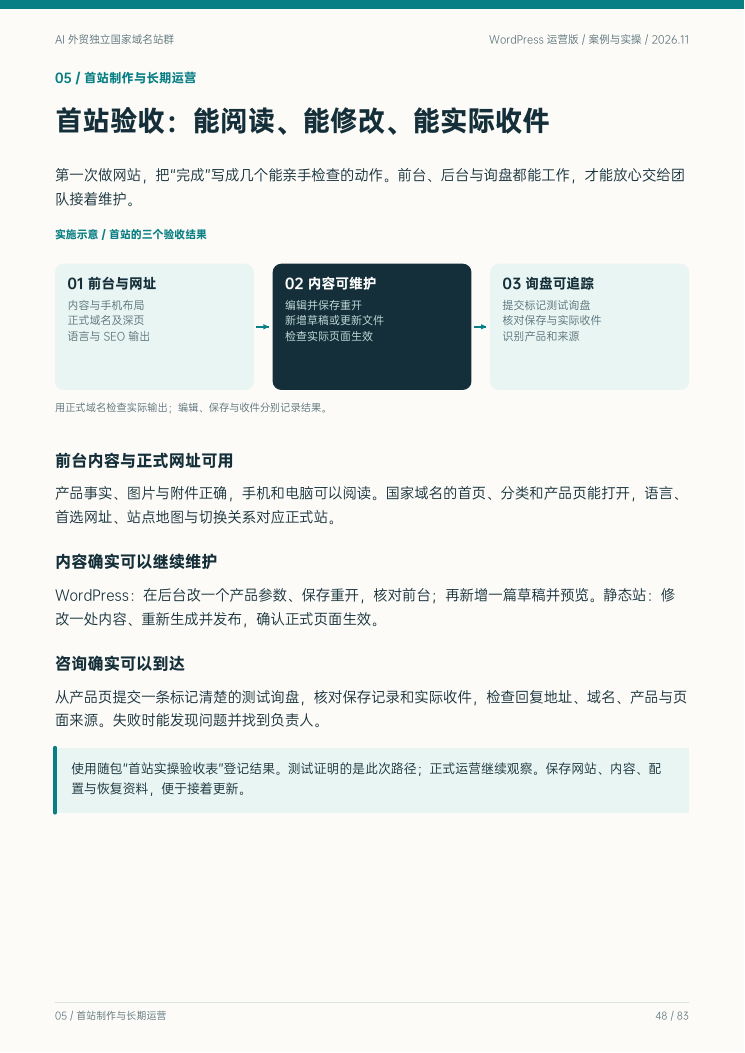 AI 外贸独立国家域名站群
WordPress 运营版 / 案例与实操 / 2026.11
05 / 首站制作与长期运营
首站验收：能阅读、能修改、能实际收件
第一次做网站，把“完成”写成几个能亲手检查的动作。前台、后台与询盘都能工作，才能放心交给团
队接着维护。
实施示意 / 首站的三个验收结果
01 前台与网址
内容与手机布局
正式域名及深页
语言与 SEO 输出
02 内容可维护
编辑并保存重开
新增草稿或更新文件
检查实际页面生效
03 询盘可追踪
提交标记测试询盘
核对保存与实际收件
识别产品和来源
用正式域名检查实际输出；编辑、保存与收件分别记录结果。
前台内容与正式网址可用
产品事实、图片与附件正确，手机和电脑可以阅读。国家域名的首页、分类和产品页能打开，语言、
首选网址、站点地图与切换关系对应正式站。
内容确实可以继续维护
WordPress：在后台改一个产品参数、保存重开，核对前台；再新增一篇草稿并预览。静态站：修
改一处内容、重新生成并发布，确认正式页面生效。
咨询确实可以到达
从产品页提交一条标记清楚的测试询盘，核对保存记录和实际收件，检查回复地址、域名、产品与页
面来源。失败时能发现问题并找到负责人。
使用随包“首站实操验收表”登记结果。测试证明的是此次路径；正式运营继续观察。保存网站、内容、配
置与恢复资料，便于接着更新。
05 / 首站制作与长期运营
48 / 83